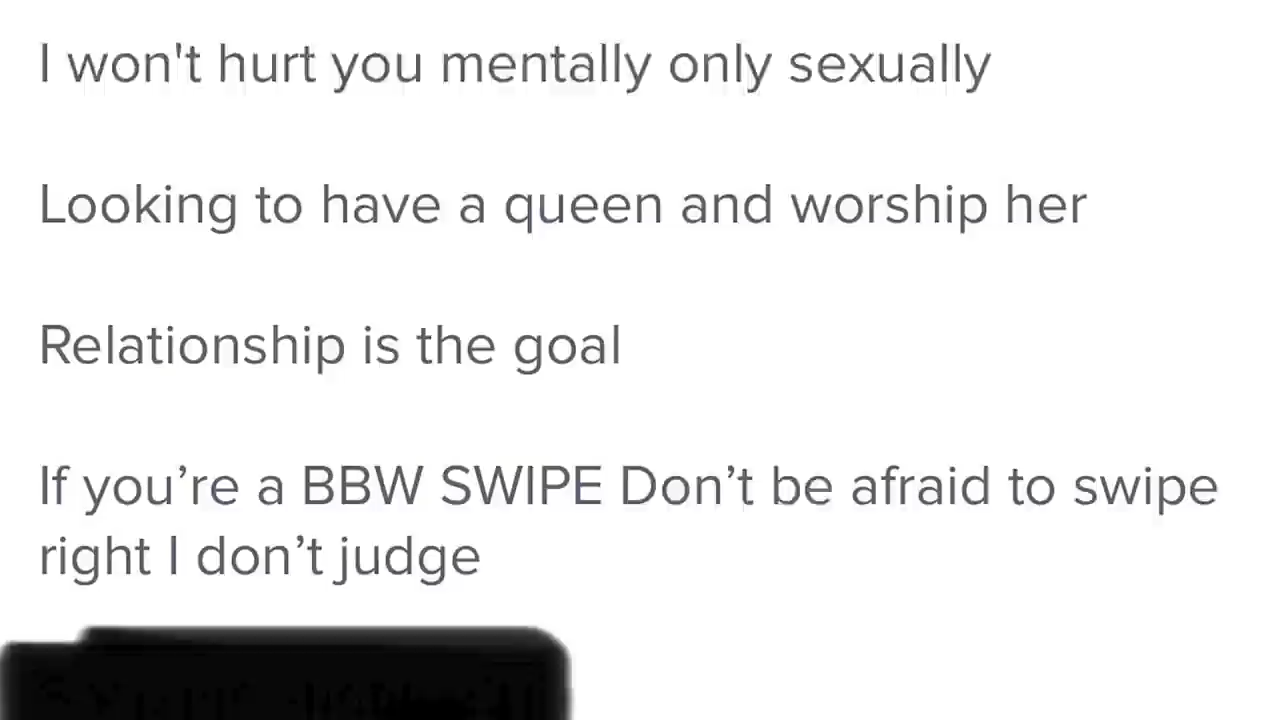 I won't hurt you mentally only sexually
Looking to have a queen and worship her
Relationship is the goal
If you’re a BBW SWIPE Don’t be afraid to swipe
right I don’t judge